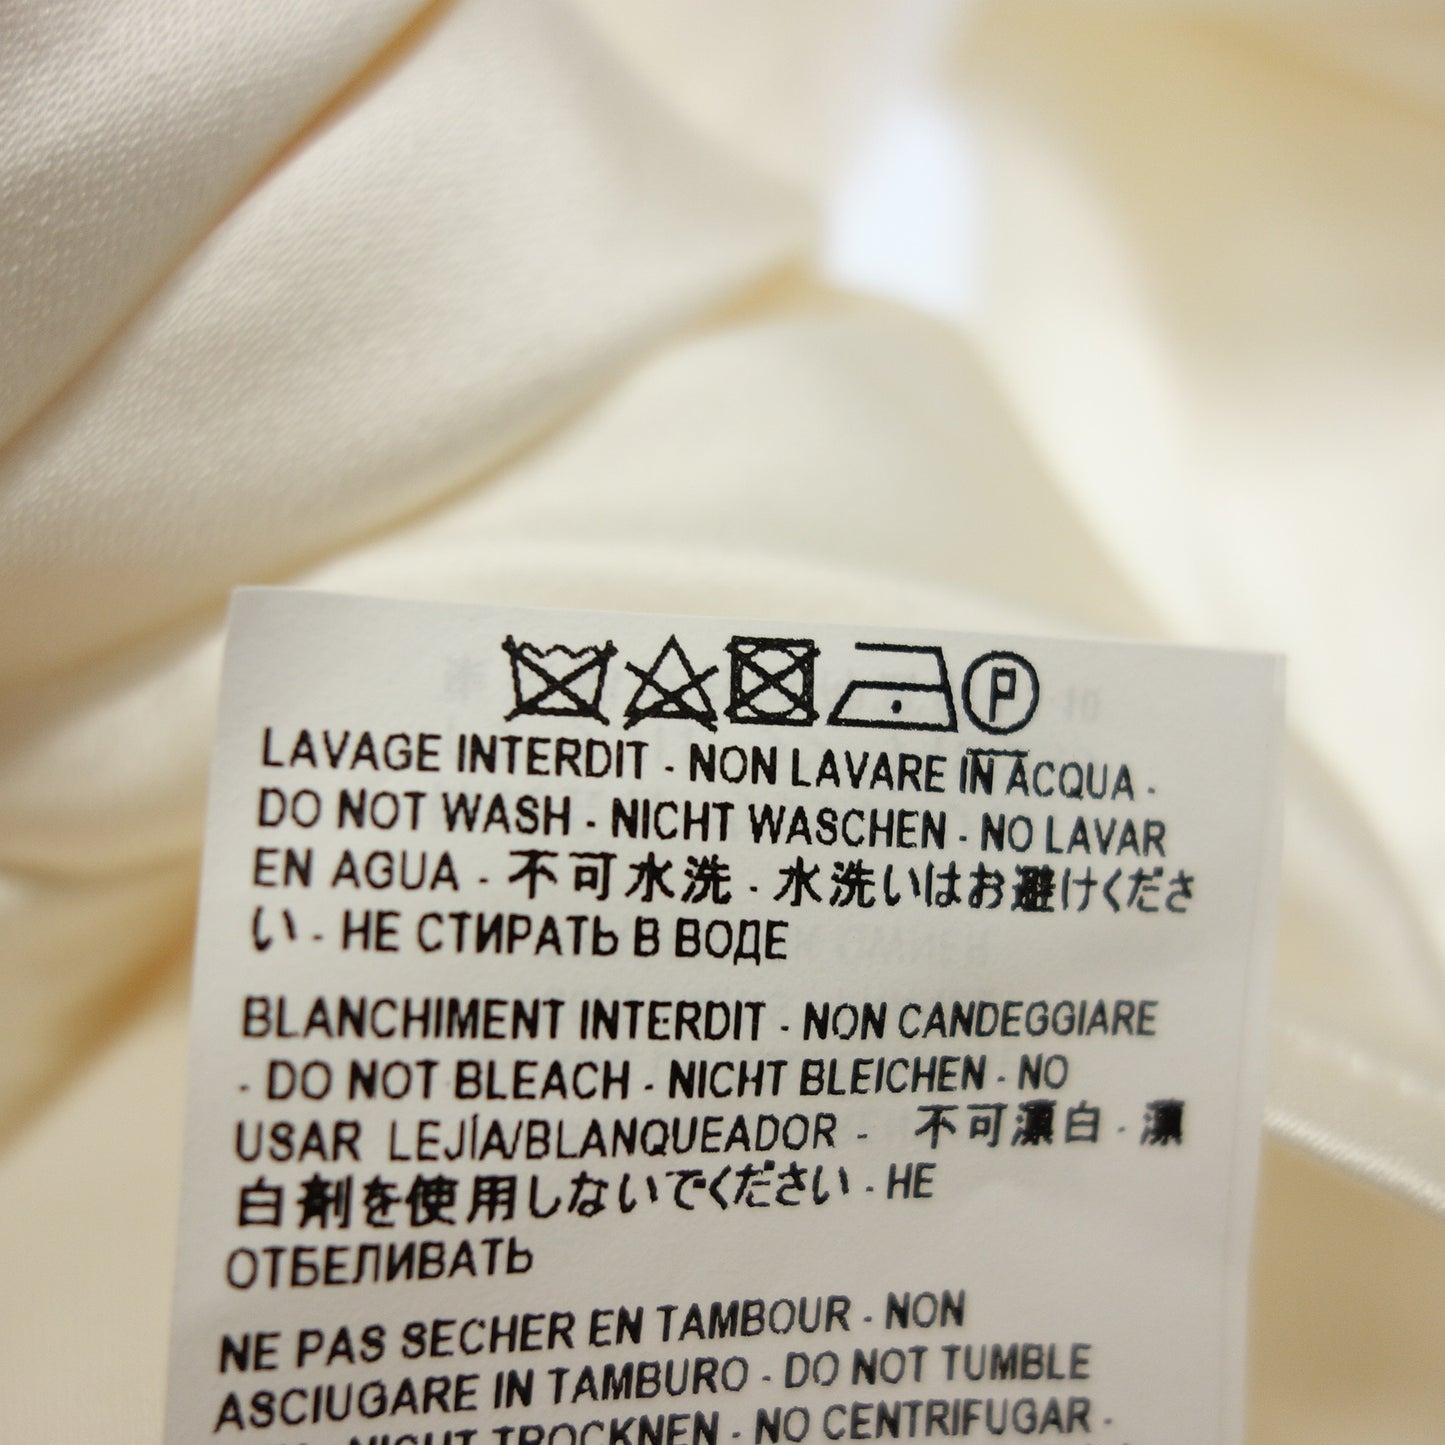 P
LAVAGE INTERDIT - NON LAVARE IN ACQUA -
DO NOT WASH - NICHT WASCHEN - NO LAVAR
EN AGUA - 不可水洗 - 水洗いはお避けくださ
い - НЕ СТИРАТЬ В ВОДЕ
BLANCHIMENT INTERDIT - NON CANDEGGIARE
- DO NOT BLEACH - NICHT BLEICHEN - NO
USAR LEJÍA/BLANQUEADOR - 不可漂白 - 漂
白剤を使用しないでください - НЕ
ОТБЕЛИВАТЬ
NE PAS SECHER EN TAMBOUR - NON
ASCIUGARE IN TAMBURO - DO NOT TUMBLE
NICHT TROCKNEN - NO CENTRIFUGAR -